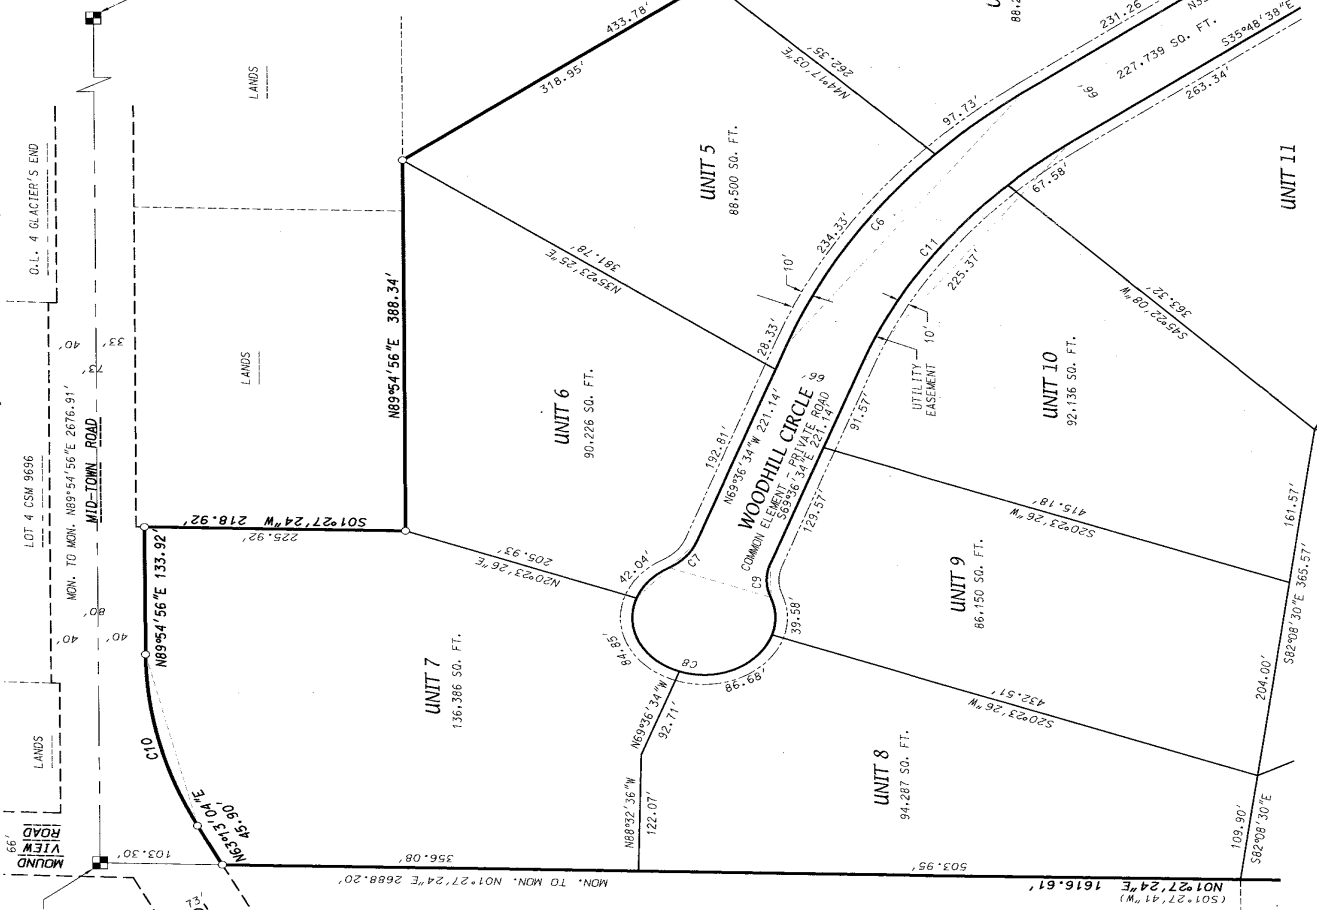 433.78'
318.95'
LANDS
O.L. 4 GLACIER'S END
262.35'
N44°17'03"E
UNIT 5
88,500 SQ. FT.
231.26
227,739 SQ. FT.
S35°48'38"E
66'
263.34'
97.73'
67.58'
UNIT 11
234.33'
C6
C11
225.37'
10'
10'
N35°23'25"E
381.78'
N89°54'56"E 388.34'
LANDS
33'
40'
73'
28.33'
66'
UTILITY
EASEMENT
S45°22'08"W
363.32'
UNIT 6
90,226 SQ. FT.
UNIT 10
92,136 SQ. FT.
192.81'
N69°36'34"W 221.14'
WOODHILL CIRCLE
COMMON ELEMENT - PRIVATE ROAD
S69°36'34"E 221.14'
91.57'
129.57'
LOT 4 CSM 9696
MON. TO MON. N89°54'56"E 2676.91'
MID-TOWN ROAD
S01°27'24"W 218.92'
225.92'
N89°54'56"E 133.92'
80'
40'
40'
205.93'
N20°23'26"E
42.04'
C7
C9
39.58'
84.85'
C8
86.68'
415.18'
S20°23'26"W
161.57'
S82°08'30"E 365.57'
204.00'
UNIT 9
86,150 SQ. FT.
432.51'
S20°23'26"W
UNIT 7
136,386 SQ. FT.
N69°36'34"W
92.71'
C10
LANDS
N63°13'04"E
45.90'
UNIT 8
94,287 SQ. FT.
N88°32'36"W
122.07'
109.90'
S82°08'30"E
MOUND
VIEW
ROAD
66'
103.30'
356.08'
MON. TO MON. N01°27'24"E 2688.20'
503.95'
N01°27'24"E 1616.61'
(S01°27'41"W)
73'